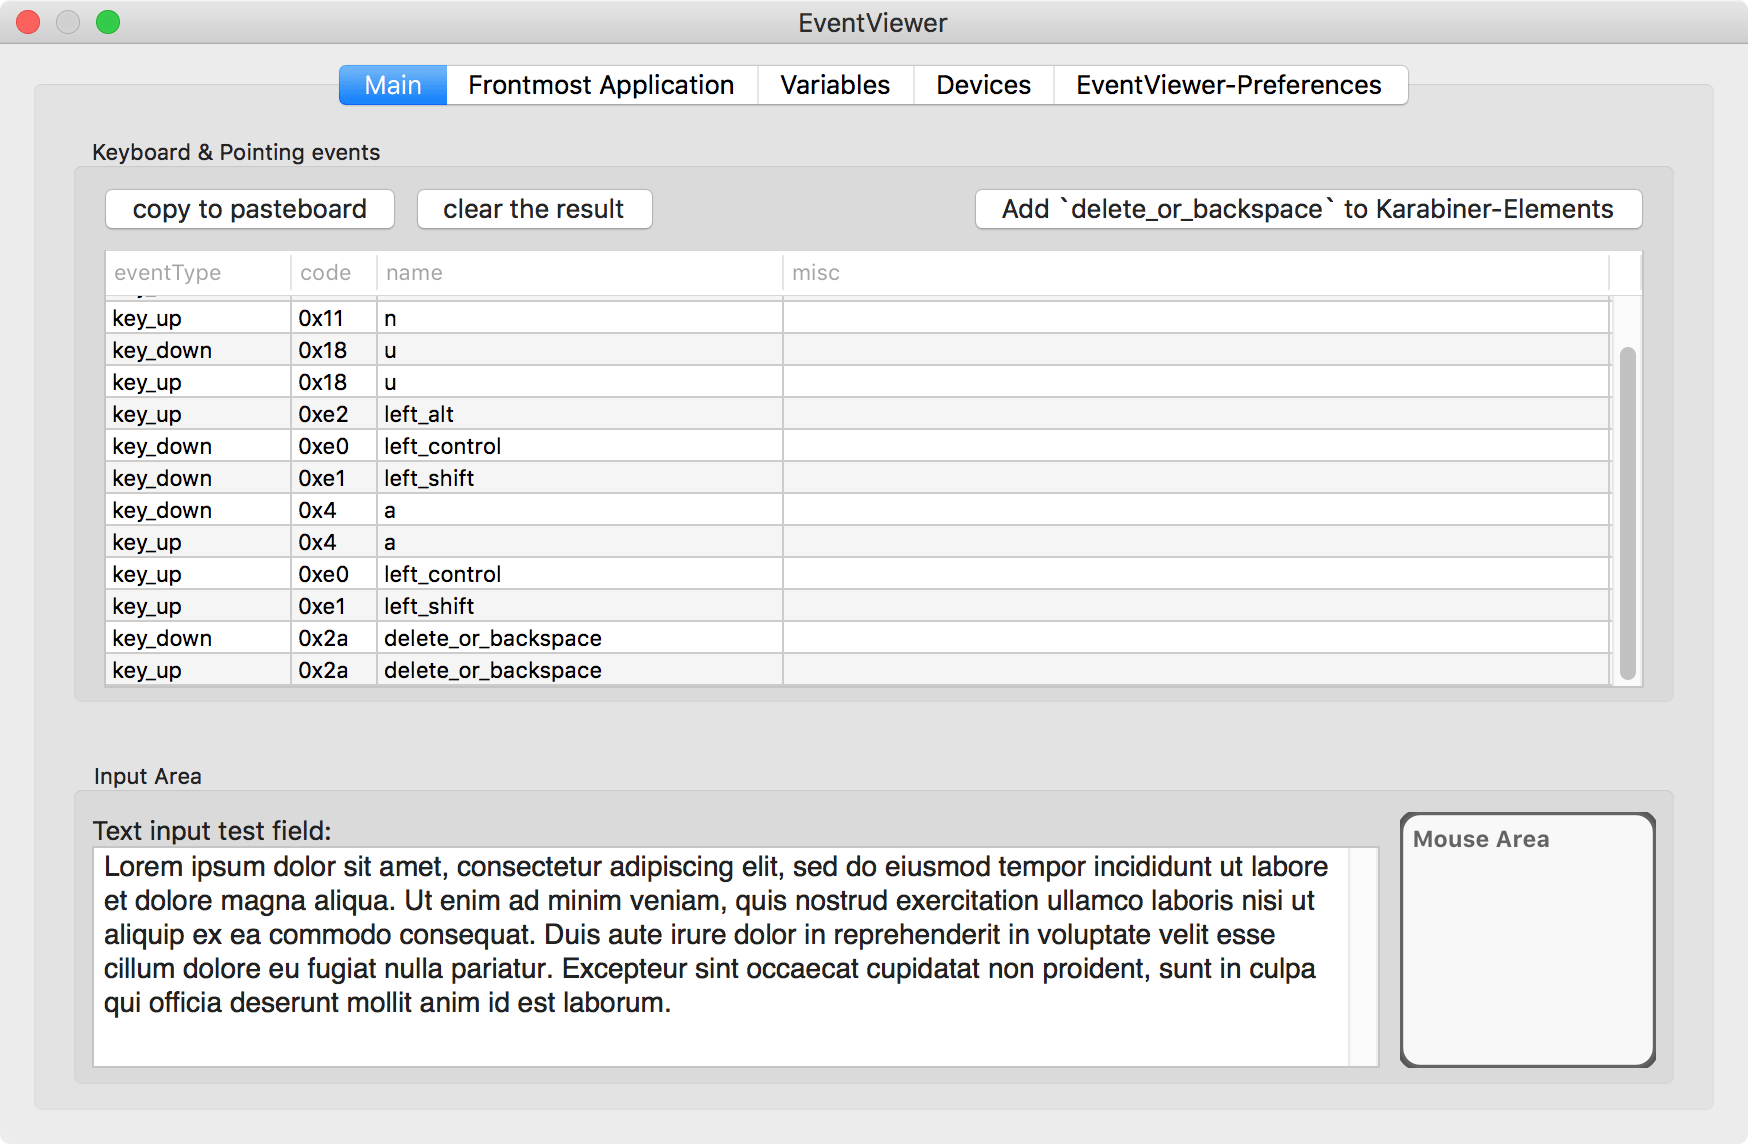 EventViewer
Main Frontmost Application Variables Devices EventViewer-Preferences
Keyboard & Pointing events
copy to pasteboard clear the result Add `delete_or_backspace` to Karabiner-Elements
eventType code name misc
key_up 0x11 n
key_down 0x18 u
key_up 0x18 u
key_up 0xe2 left_alt
key_down 0xe0 left_control
key_down 0xe1 left_shift
key_down 0x4 a
key_up 0x4 a
key_up 0xe0 left_control
key_up 0xe1 left_shift
key_down 0x2a delete_or_backspace
key_up 0x2a delete_or_backspace
Input Area
Text input test field:
Lorem ipsum dolor sit amet, consectetur adipiscing elit, sed do eiusmod tempor incididunt ut labore
et dolore magna aliqua. Ut enim ad minim veniam, quis nostrud exercitation ullamco laboris nisi ut
aliquip ex ea commodo consequat. Duis aute irure dolor in reprehenderit in voluptate velit esse
cillum dolore eu fugiat nulla pariatur. Excepteur sint occaecat cupidatat non proident, sunt in culpa
qui officia deserunt mollit anim id est laborum.
Mouse Area